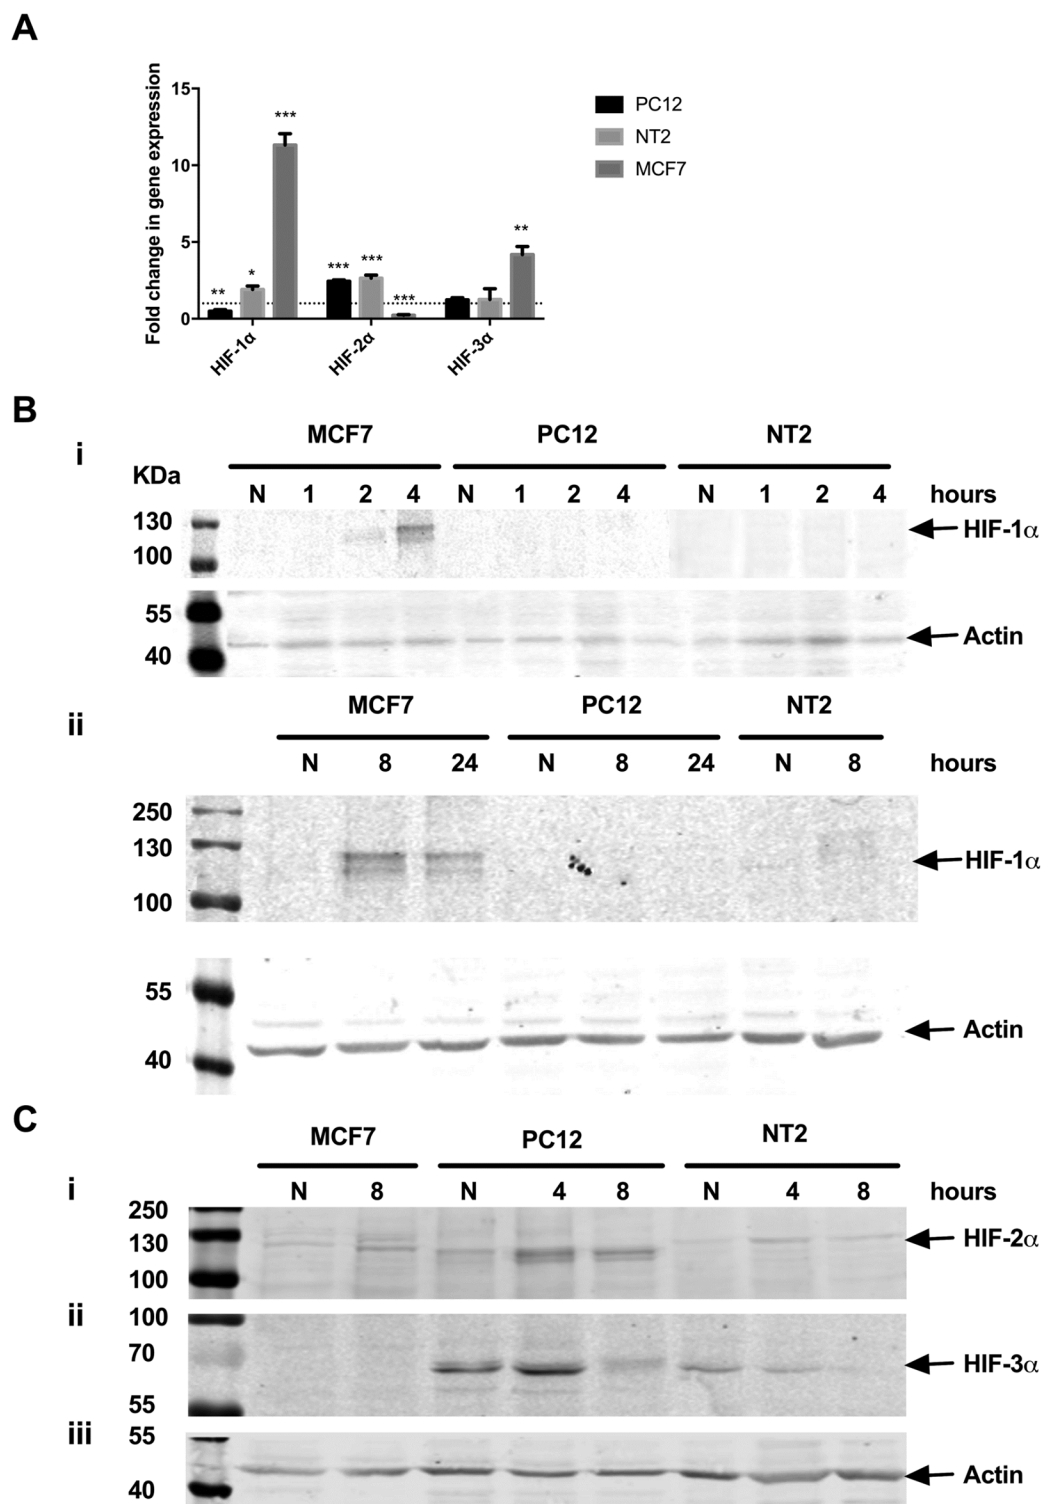 A
Fold change in gene expression
15
10
5
0
***
**
*
***
***
***
**
HIF-1α
HIF-2α
HIF-3α
PC12
NT2
MCF7
B
i
MCF7 PC12 NT2
KDa
N 1 2 4 N 1 2 4 N 1 2 4 hours
130
100
HIF-1α
55
40
Actin
ii
MCF7 PC12 NT2
N 8 24 N 8 24 N 8 hours
250
130
100
HIF-1α
55
40
Actin
C
MCF7 PC12 NT2
i
N 8 N 4 8 N 4 8 hours
250
130
100
HIF-2α
ii
100
70
55
HIF-3α
iii
55
40
Actin